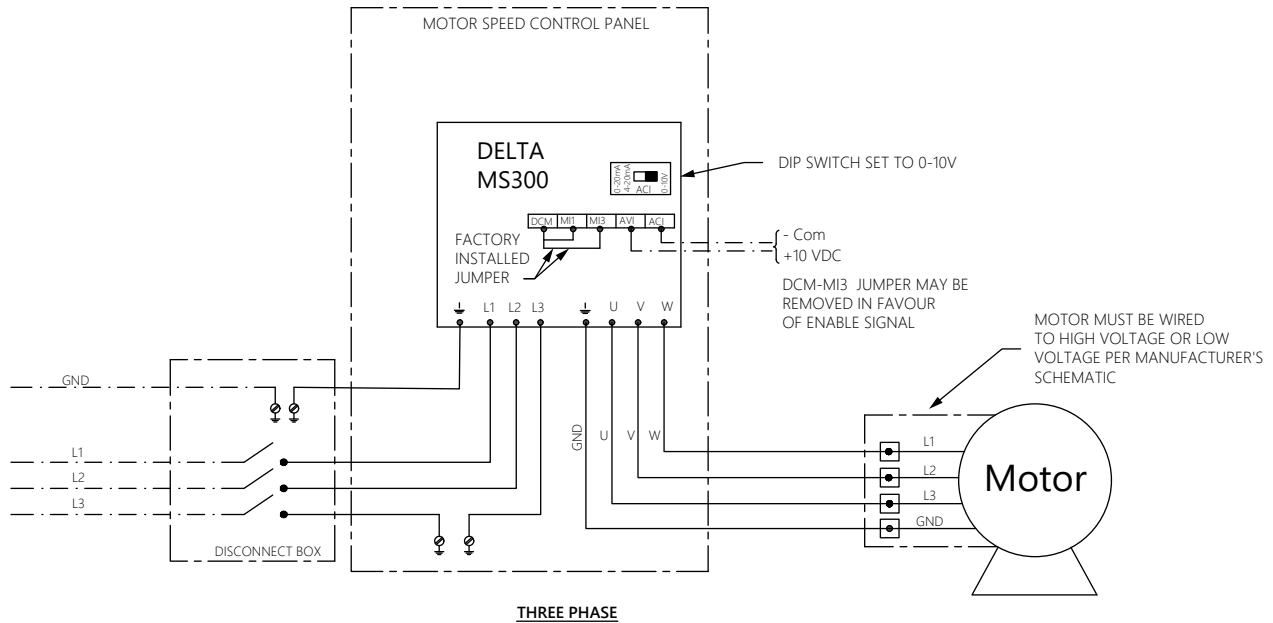 MOTOR SPEED CONTROL PANEL
DELTA
MS300
0-20mA
4-20mA
ACI
0-10V
DIP SWITCH SET TO 0-10V
DCM MI1 MI3 AVI ACI
FACTORY
INSTALLED
JUMPER
- Com
+10 VDC
DCM-MI3 JUMPER MAY BE
REMOVED IN FAVOUR
OF ENABLE SIGNAL
L1 L2 L3 U V W
MOTOR MUST BE WIRED
TO HIGH VOLTAGE OR LOW
VOLTAGE PER MANUFACTURER'S
SCHEMATIC
GND
L1
L2
L3
DISCONNECT BOX
GND U V W
L1
L2
L3
GND
Motor
THREE PHASE